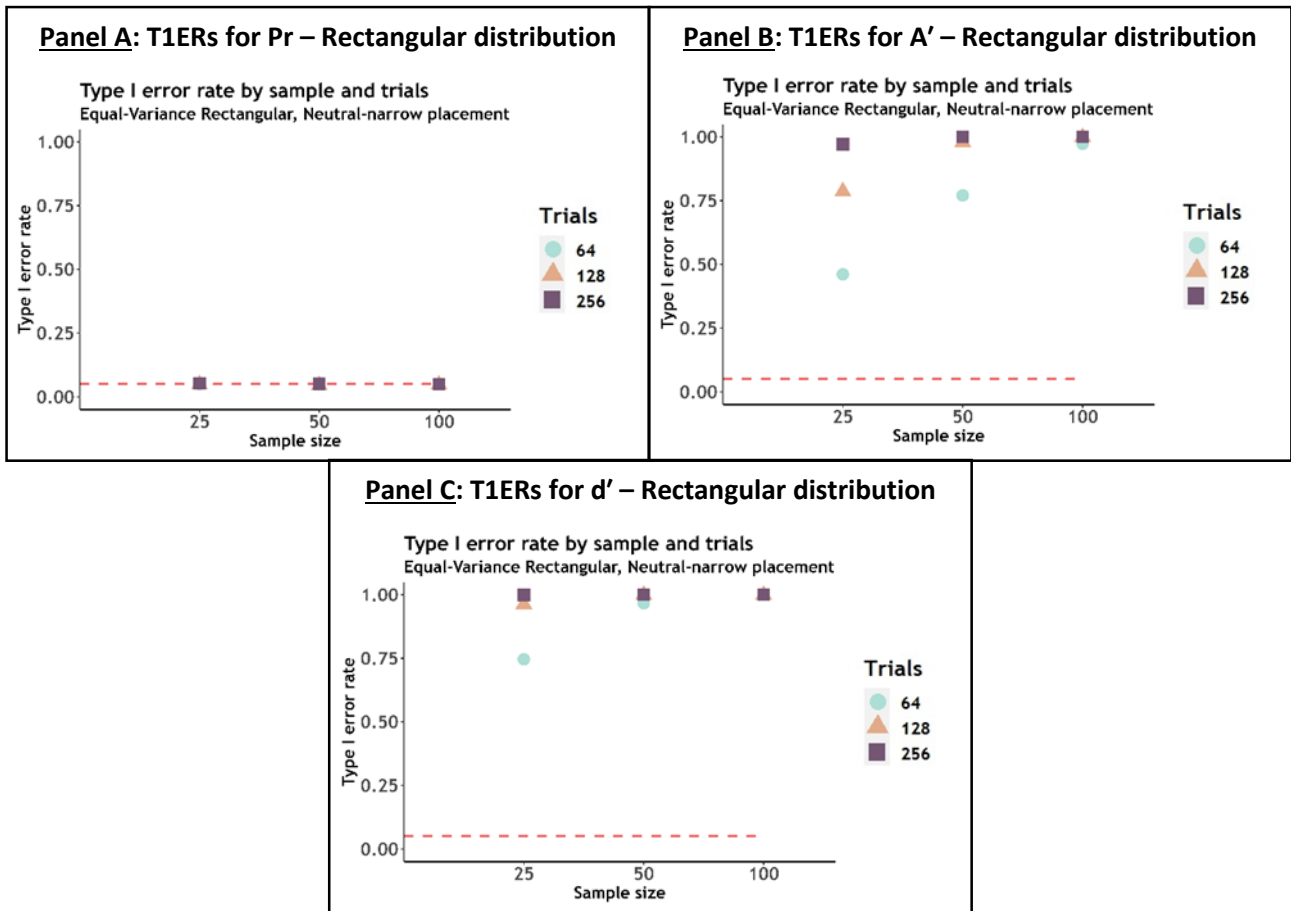 Panel A: T1ERs for Pr – Rectangular distribution
Type I error rate by sample and trials
Equal-Variance Rectangular, Neutral-narrow placement
1.00
0.75
0.50
0.25
0.00
Type I error rate
25 50 100
Sample size
Trials
64
128
256
Panel B: T1ERs for A′ – Rectangular distribution
Type I error rate by sample and trials
Equal-Variance Rectangular, Neutral-narrow placement
1.00
0.75
0.50
0.25
0.00
Type I error rate
25 50 100
Sample size
Trials
64
128
256
Panel C: T1ERs for d′ – Rectangular distribution
Type I error rate by sample and trials
Equal-Variance Rectangular, Neutral-narrow placement
1.00
0.75
0.50
0.25
0.00
Type I error rate
25 50 100
Sample size
Trials
64
128
256